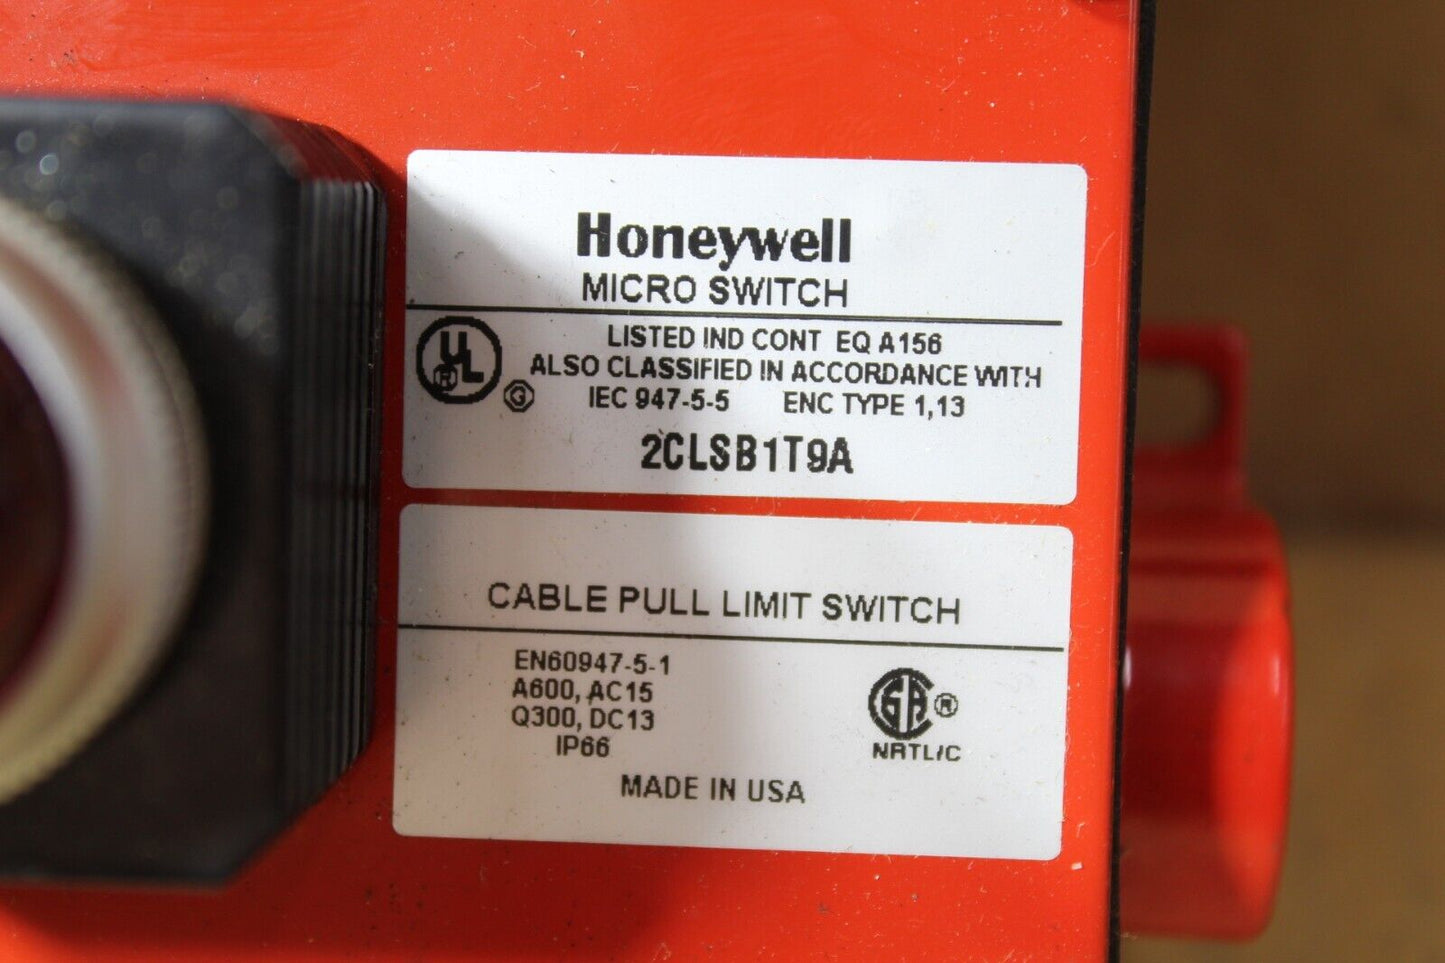 Honeywell
MICRO SWITCH
UL
R
G
LISTED IND CONT EQ A156
ALSO CLASSIFIED IN ACCORDANCE WITH
IEC 947-5-5 ENC TYPE 1,13
2CLSB1T9A
CABLE PULL LIMIT SWITCH
EN60947-5-1
A600, AC15
Q300, DC13
IP66
SA ®
NRTL/C
MADE IN USA